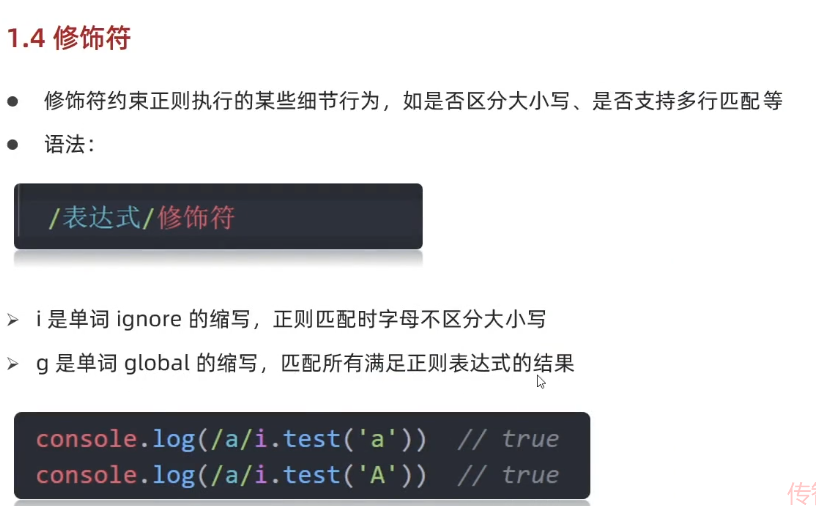 1.4 修饰符
● 修饰符约束正则执行的某些细节行为，如是否区分大小写、是否支持多行匹配等
● 语法：
/表达式/修饰符
➢ i 是单词 ignore 的缩写，正则匹配时字母不区分大小写
➢ g 是单词 global 的缩写，匹配所有满足正则表达式的结果
console.log(/a/i.test('a')) // true
console.log(/a/i.test('A')) // true
传